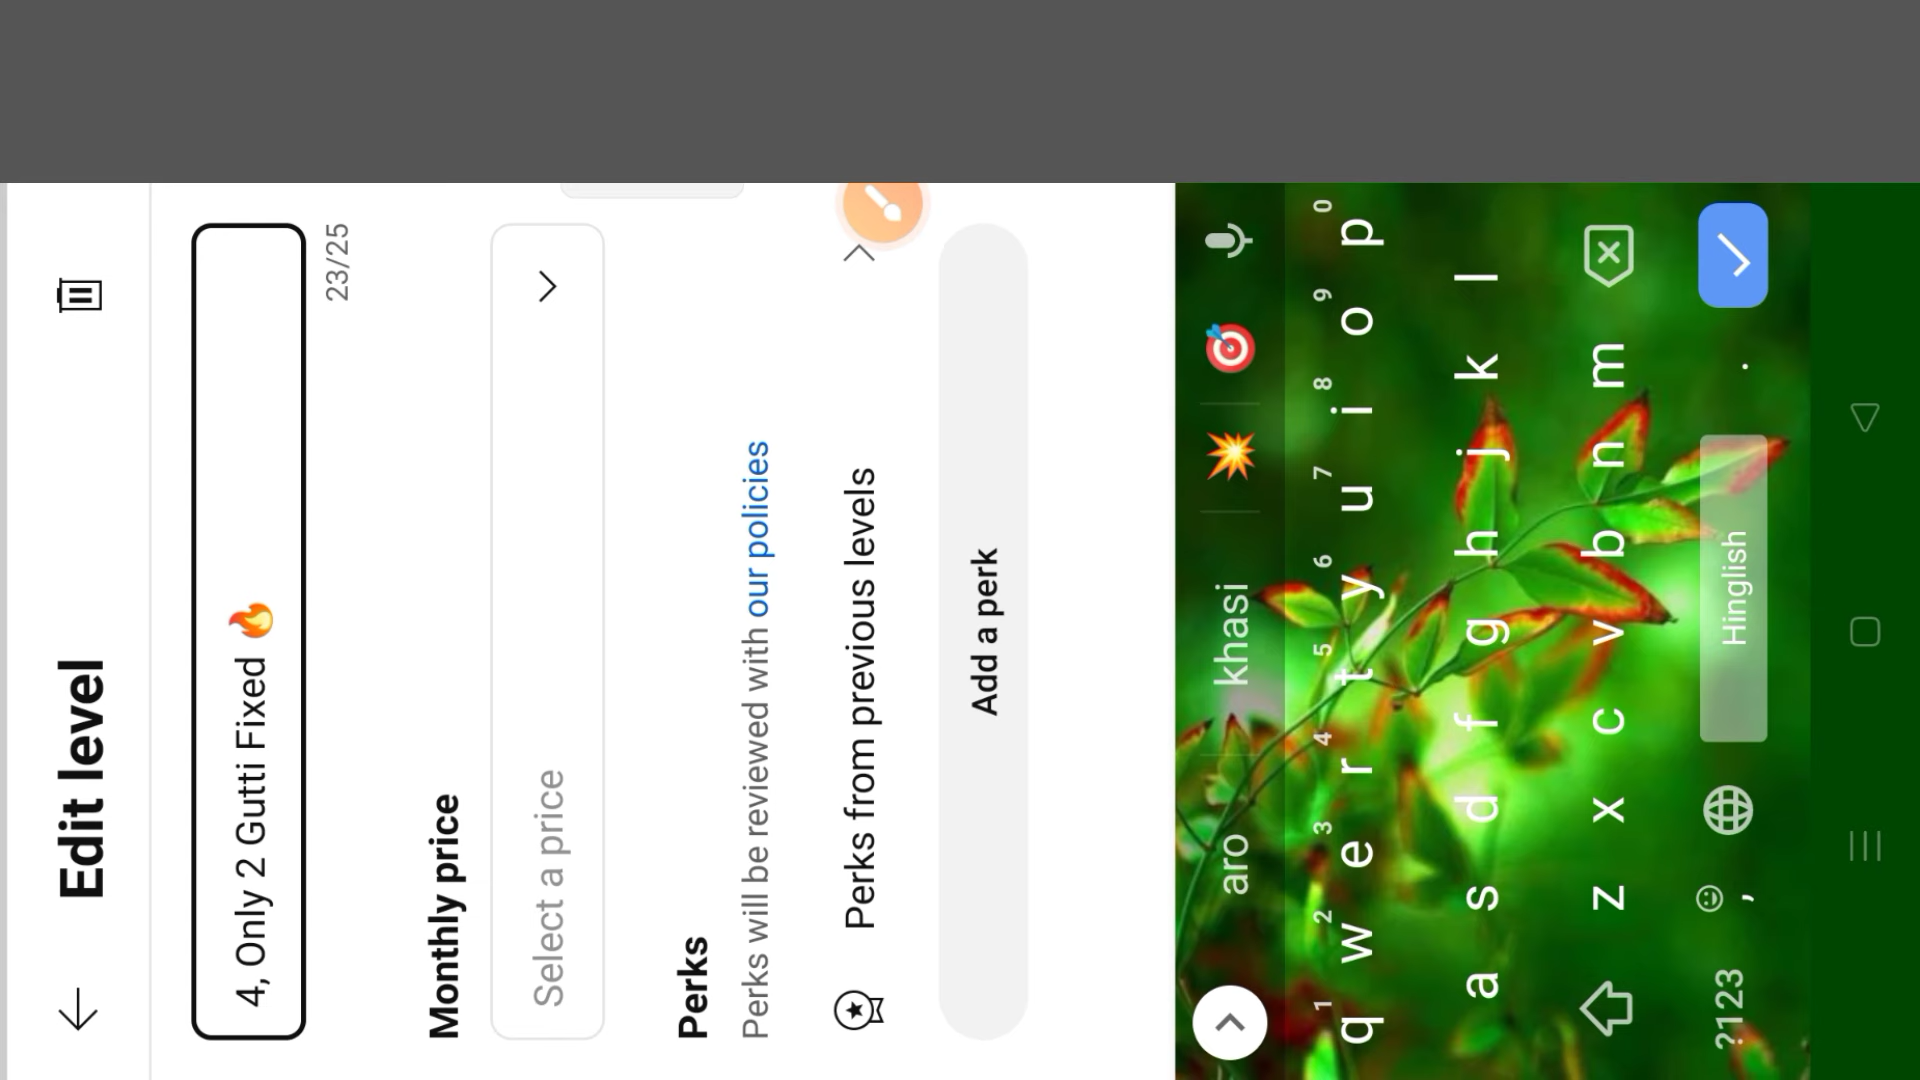 Edit level
4, Only 2 Gutti Fixed 🔥
23/25
Monthly price
Select a price
Perks
Perks will be reviewed with our policies
Perks from previous levels
Add a perk
aro khasi 💥 🎯
1 2 3 4 5 6 7 8 9 0
q w e r t y u i o p
a s d f g h j k l
z x c v b n m
?123 , Hinglish .